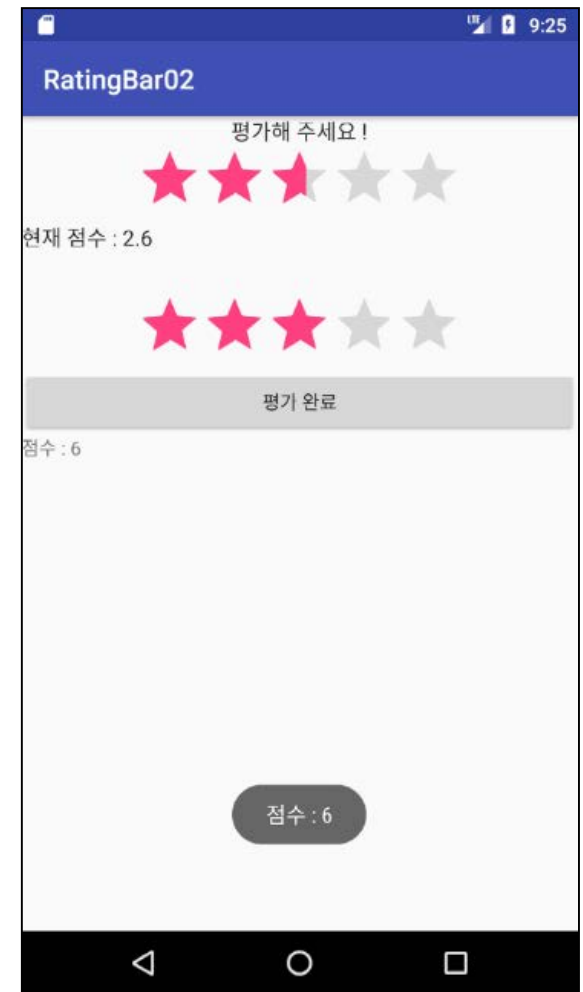 LTE 9:25
RatingBar02
평가해 주세요 !
현재 점수 : 2.6
평가 완료
점수 : 6
점수 : 6